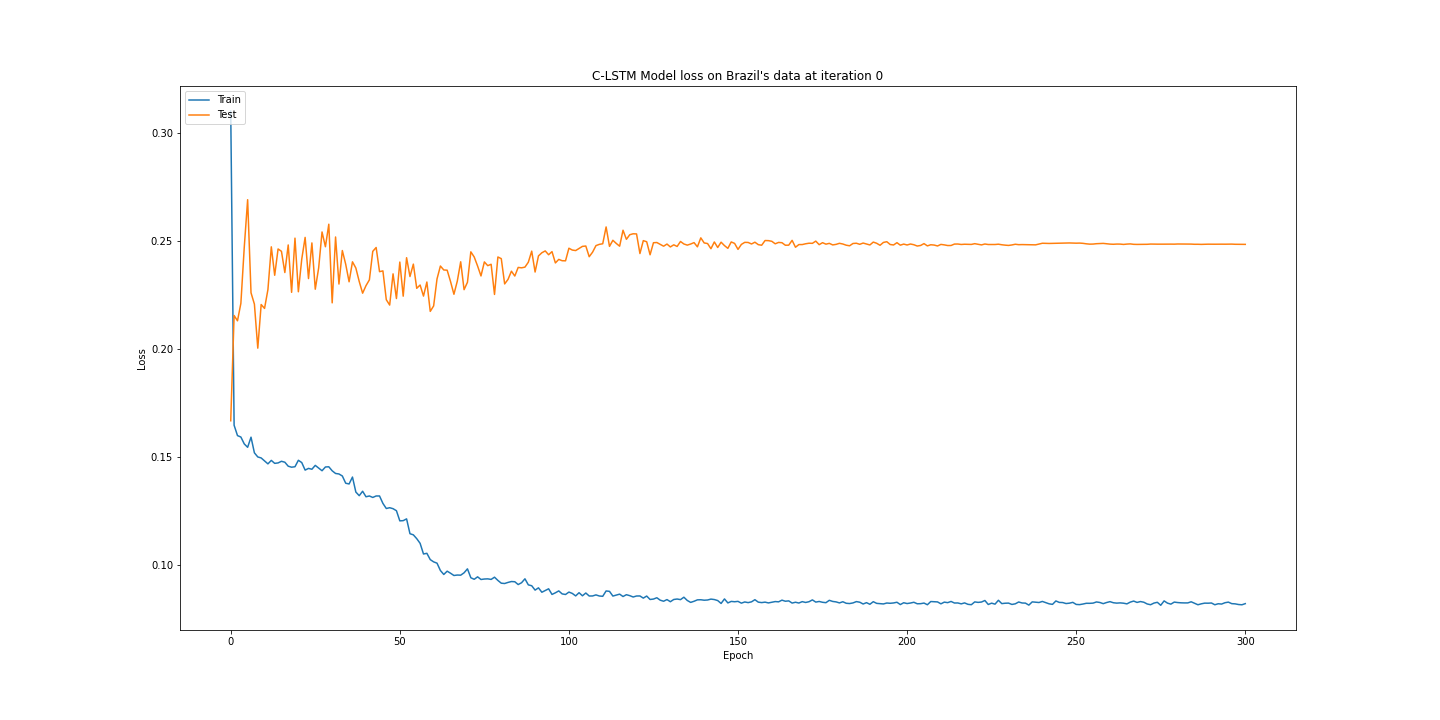 C-LSTM Model loss on Brazil's data at iteration 0
Train
Test
0.30
0.25
0.20
0.15
0.10
Loss
0 50 100 150 200 250 300
Epoch